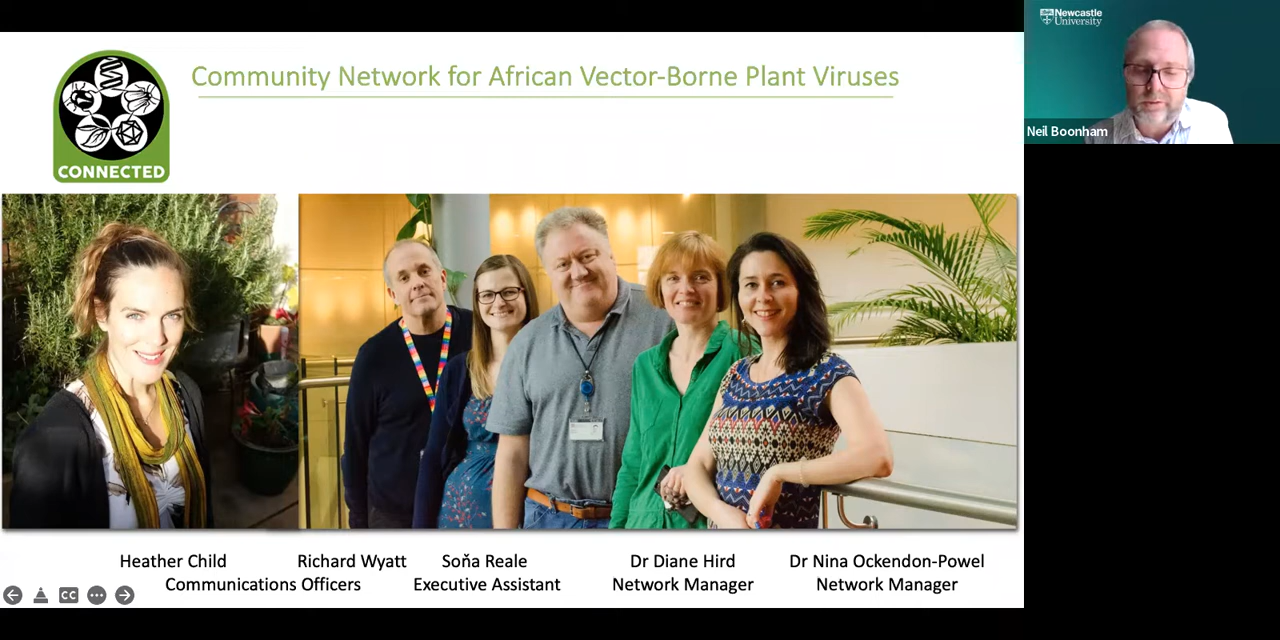 Community Network for African Vector-Borne Plant Viruses
CONNECTED
Newcastle
University
Neil Boonham
Heather Child
Richard Wyatt
Communications Officers
Soňa Reale
Executive Assistant
Dr Diane Hird
Network Manager
Dr Nina Ockendon-Powel
Network Manager
CC